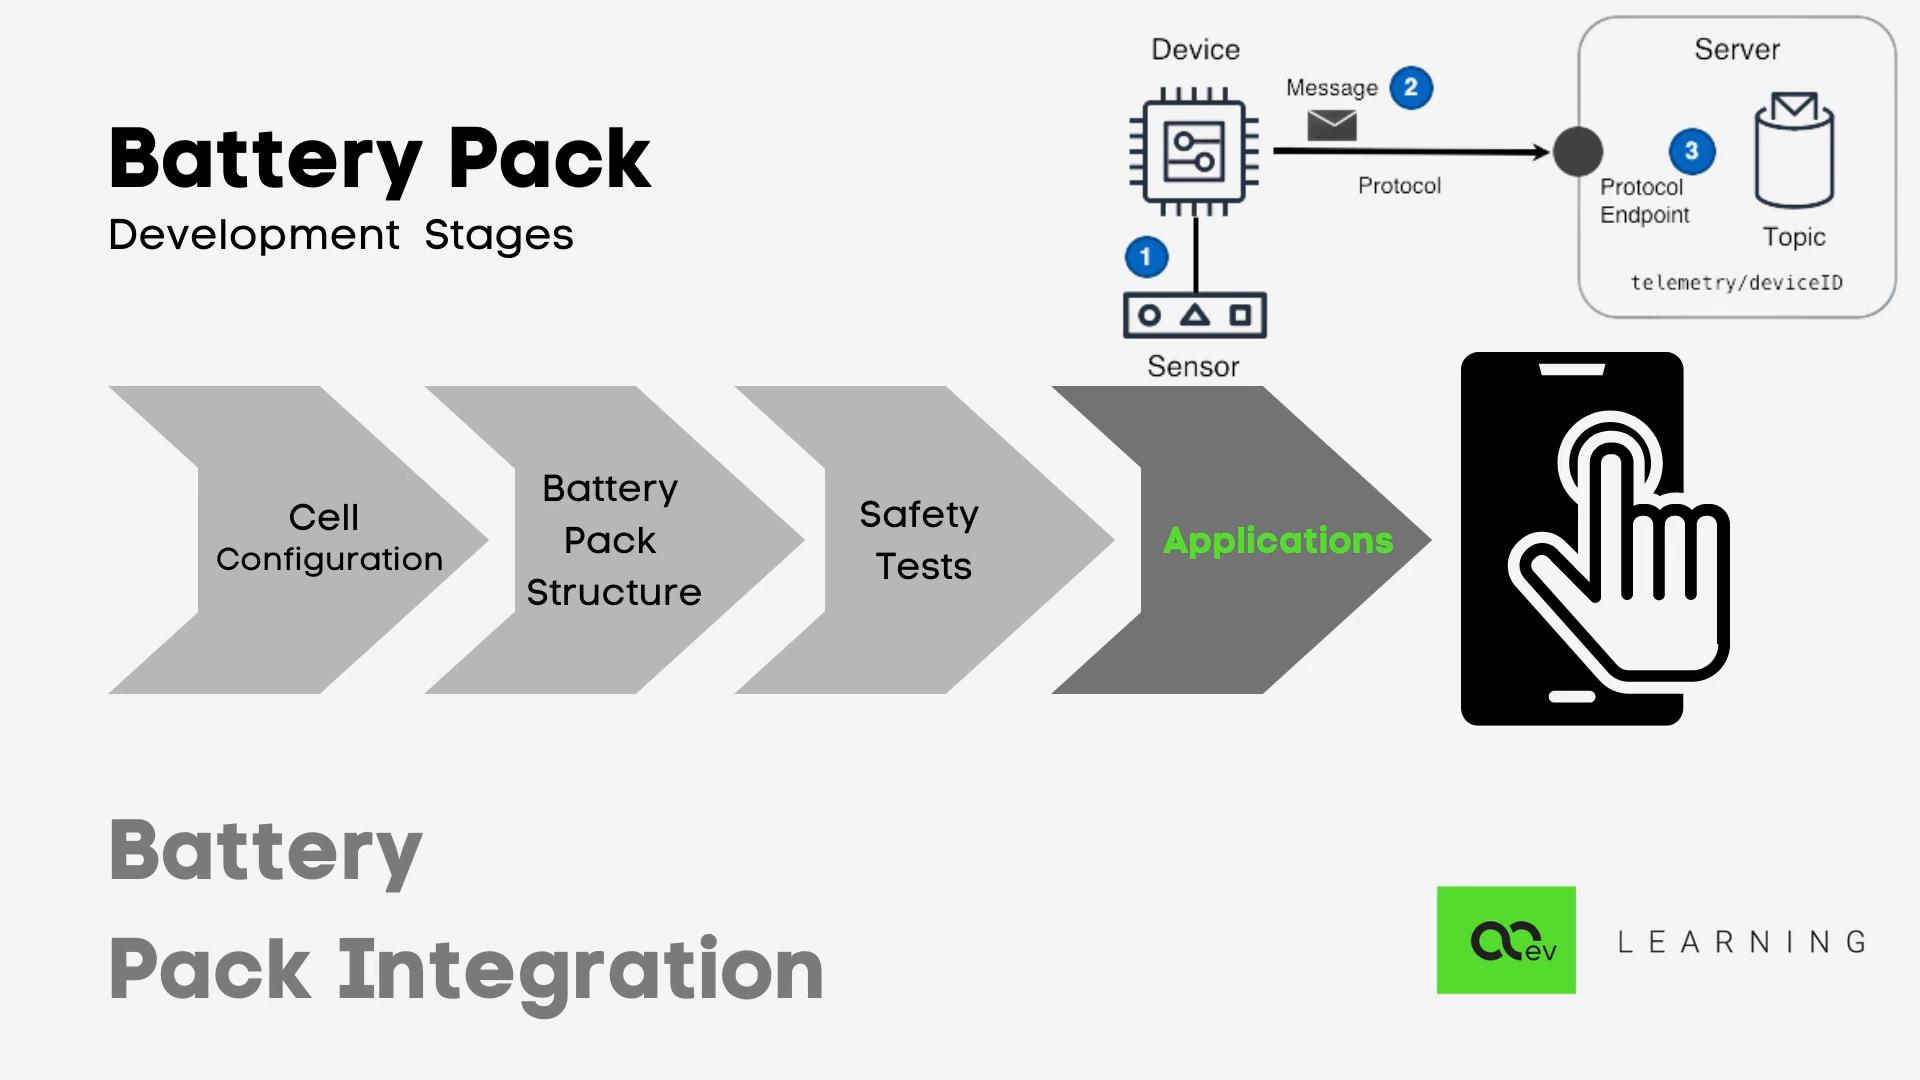 Battery Pack
Development Stages
Device
Message 2
Protocol
1
Sensor
Server
3
Protocol
Endpoint
Topic
telemetry/deviceID
Cell
Configuration
Battery
Pack
Structure
Safety
Tests
Applications
Battery
Pack Integration
ev
LEARNING